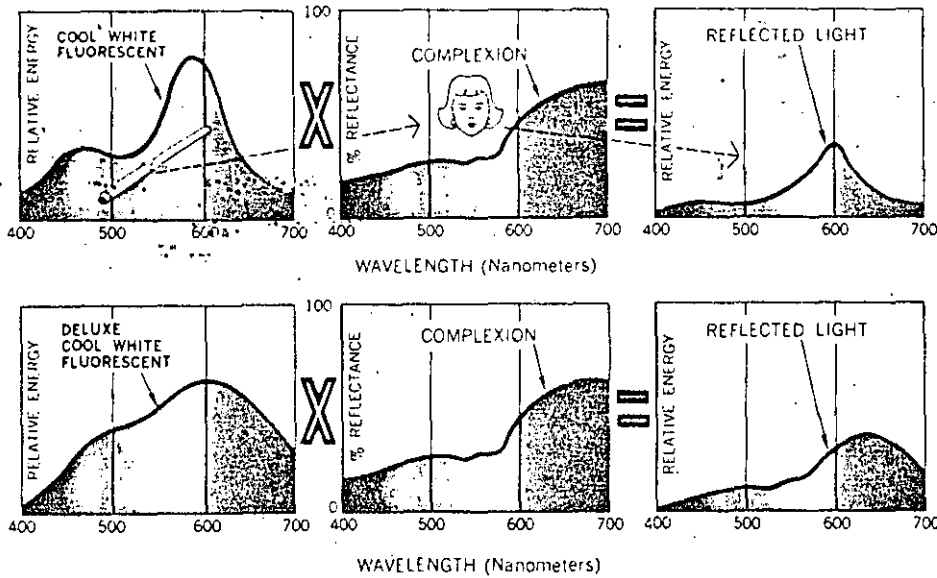 RELATIVE ENERGY
COOL WHITE
FLUORESCENT
400 500 700
X
100
% REFLECTANCE
COMPLEXION
0
400 500 600 700
=
RELATIVE ENERGY
REFLECTED LIGHT
400 500 600 700
WAVELENGTH (Nanometers)
RELATIVE ENERGY
DELUXE
COOL WHITE
FLUORESCENT
400 500 600 700
X
100
% REFLECTANCE
COMPLEXION
0
400 500 600 700
=
RELATIVE ENERGY
REFLECTED LIGHT
400 500 600 700
WAVELENGTH (Nanometers)